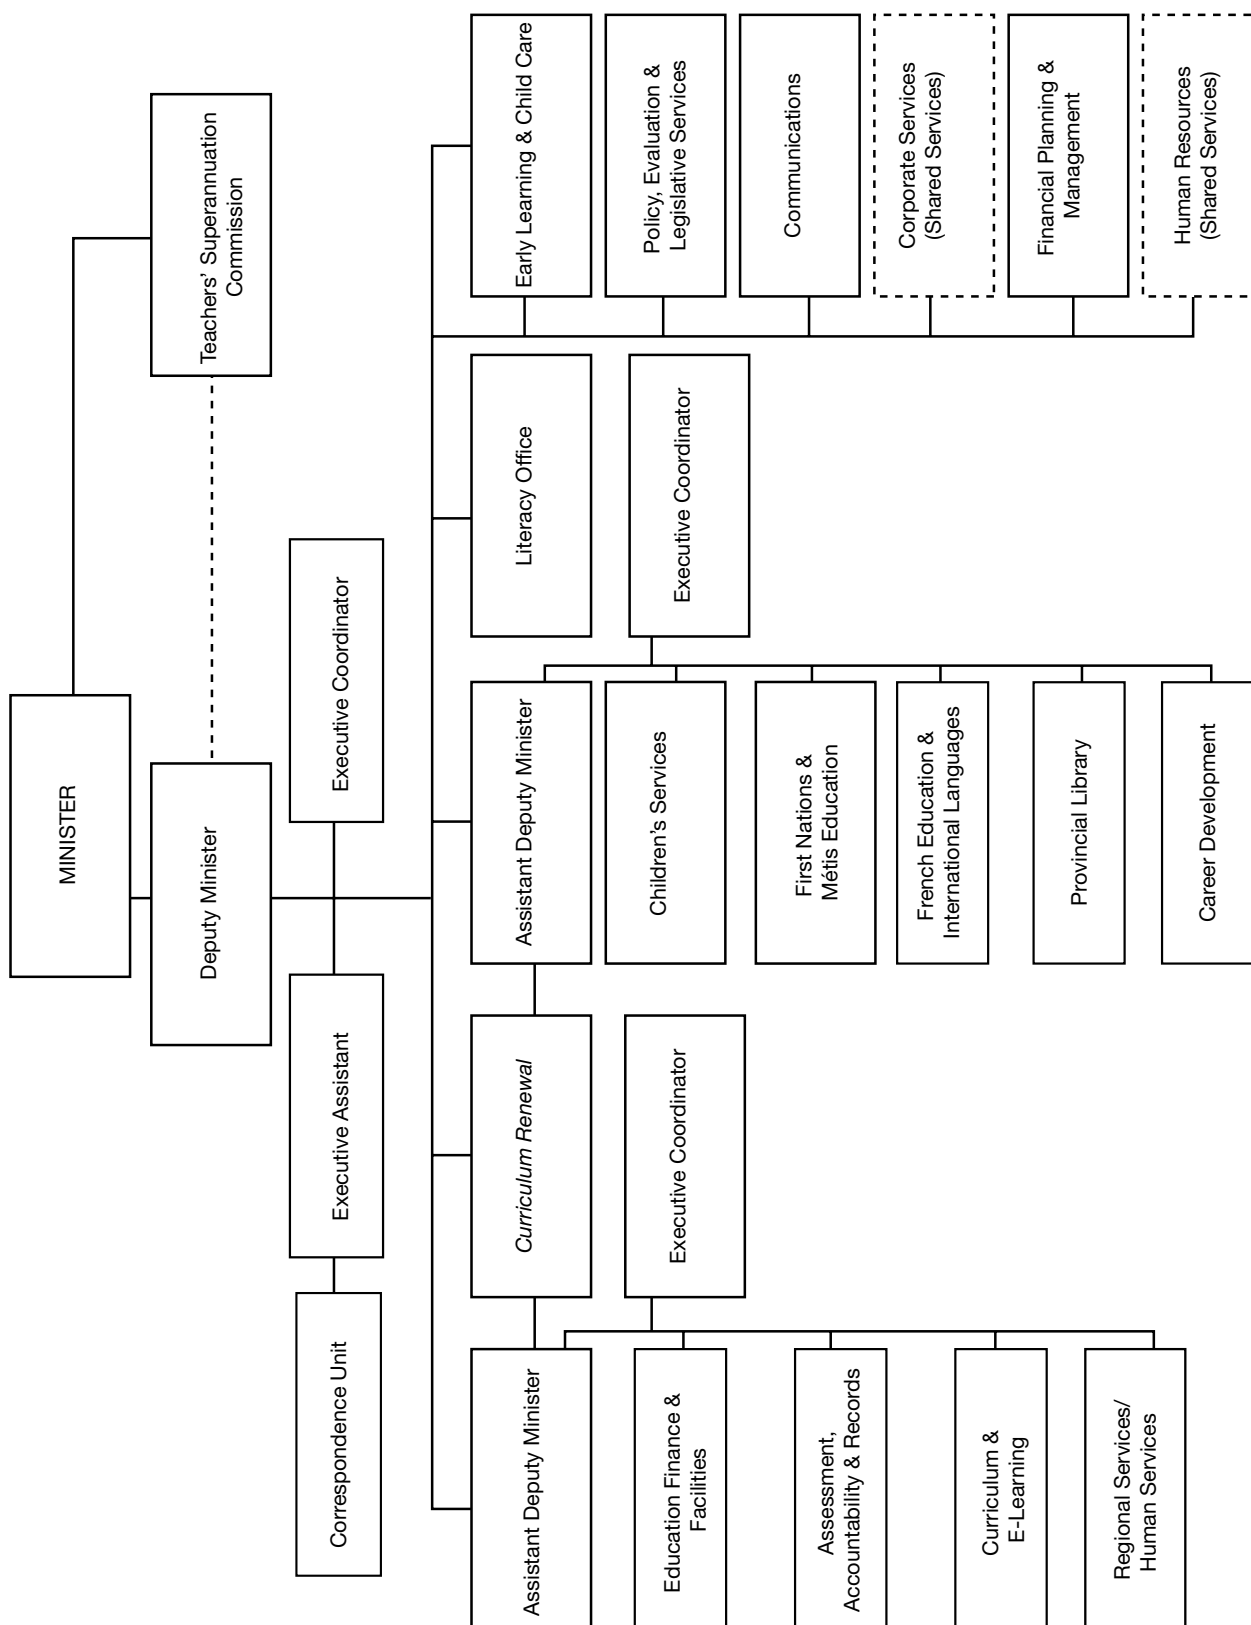 MINISTER
Teachers’ Superannuation
Commission
Deputy Minister
Correspondence Unit
Executive Assistant
Executive Coordinator
Assistant Deputy Minister
Curriculum Renewal
Assistant Deputy Minister
Literacy Office
Early Learning & Child Care
Education Finance &
Facilities
Assessment,
Accountability & Records
Curriculum &
E-Learning
Regional Services/
Human Services
Executive Coordinator
Children’s Services
First Nations &
Métis Education
French Education &
International Languages
Provincial Library
Career Development
Executive Coordinator
Policy, Evaluation &
Legislative Services
Communications
Corporate Services
(Shared Services)
Financial Planning &
Management
Human Resources
(Shared Services)